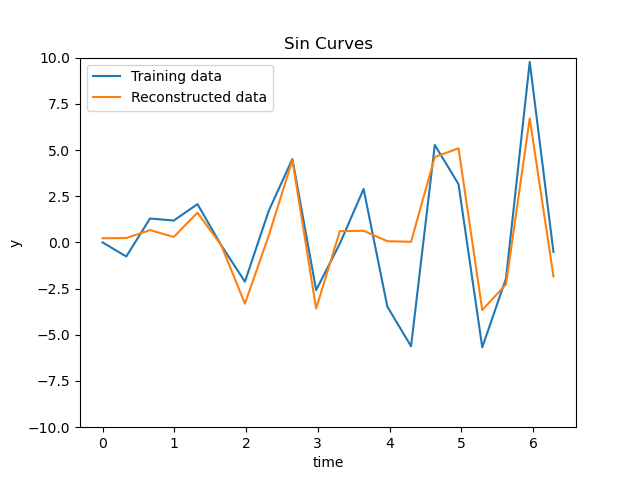 Sin Curves
Training data
Reconstructed data
10.0
7.5
5.0
2.5
0.0
−2.5
−5.0
−7.5
−10.0
y
0 1 2 3 4 5 6
time